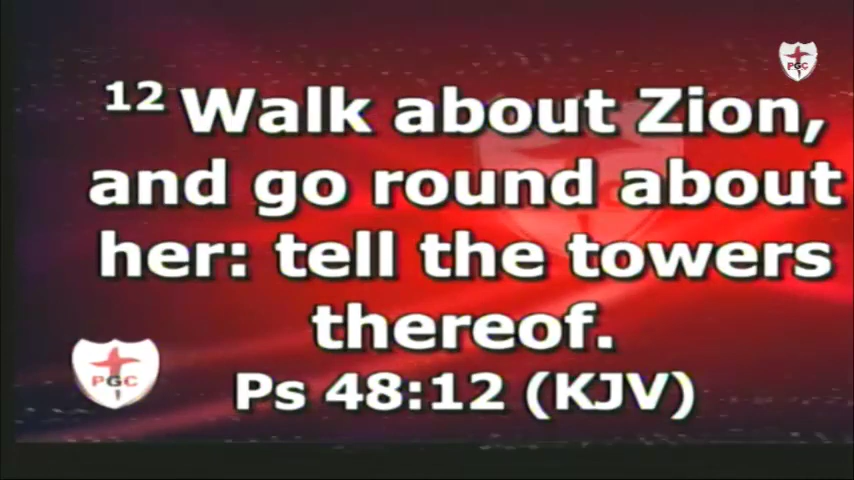 PGC
12 Walk about Zion,
and go round about
her: tell the towers
thereof.
Ps 48:12 (KJV)
PGC